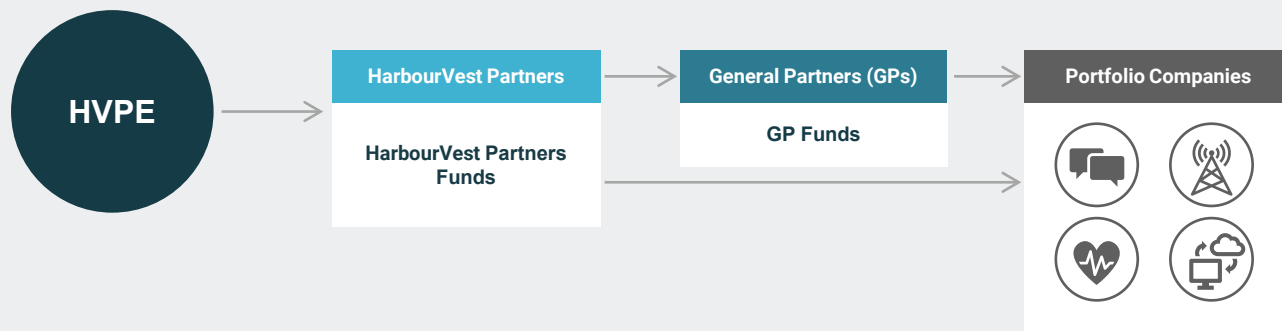 HVPE
HarbourVest Partners
HarbourVest Partners
Funds
General Partners (GPs)
GP Funds
Portfolio Companies